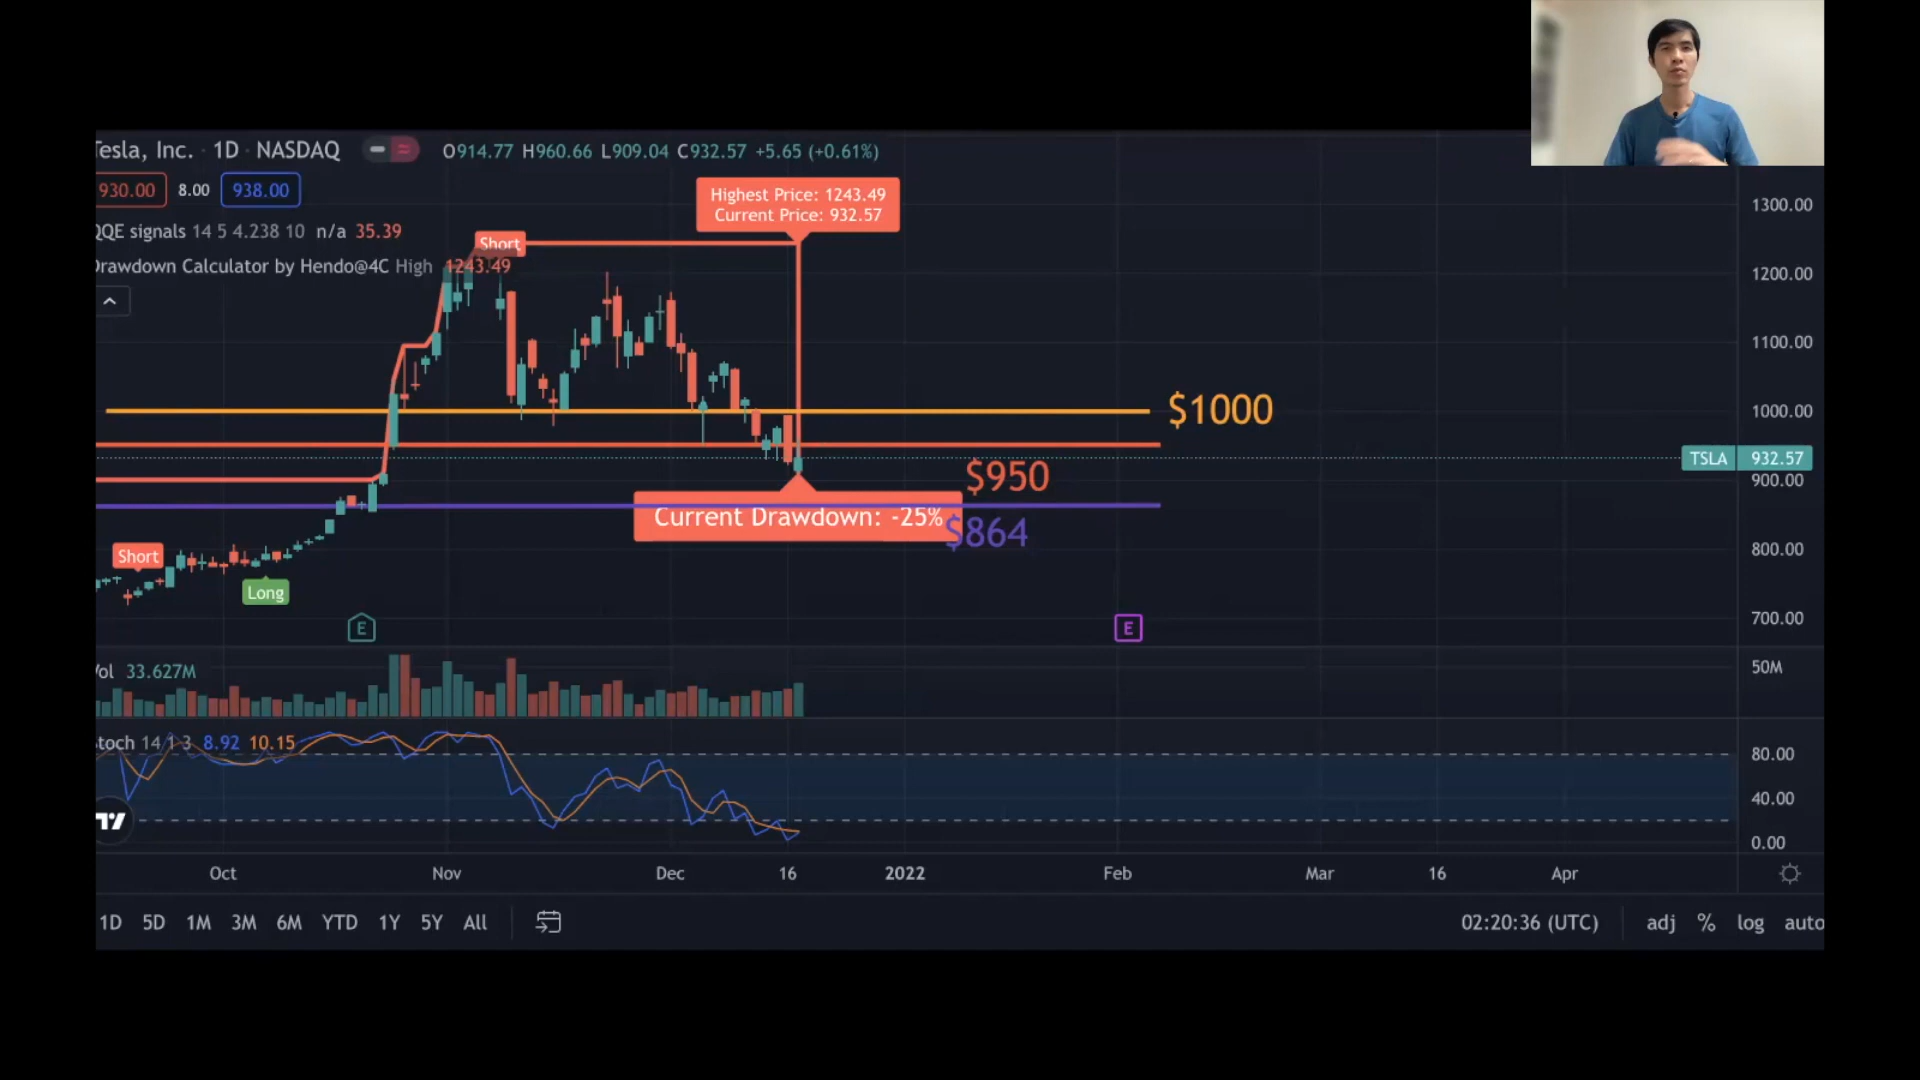 Tesla, Inc. · 1D · NASDAQ O914.77 H960.66 L909.04 C932.57 +5.65 (+0.61%)
930.00 8.00 938.00
QQE signals 14 5 4.238 10 n/a 35.39
Drawdown Calculator by Hendo@4C High 1243.49
Highest Price: 1243.49
Current Price: 932.57
Short
1300.00
1200.00
1100.00
1000.00
$1000
TSLA 932.57
900.00
$950
Current Drawdown: -25%
$864
800.00
Short
Long
700.00
E
E
Vol 33.627M
50M
Stoch 14 1 3 8.92 10.15
80.00
40.00
0.00
Oct Nov Dec 16 2022 Feb Mar 16 Apr
1D 5D 1M 3M 6M YTD 1Y 5Y All 02:20:36 (UTC) adj % log auto